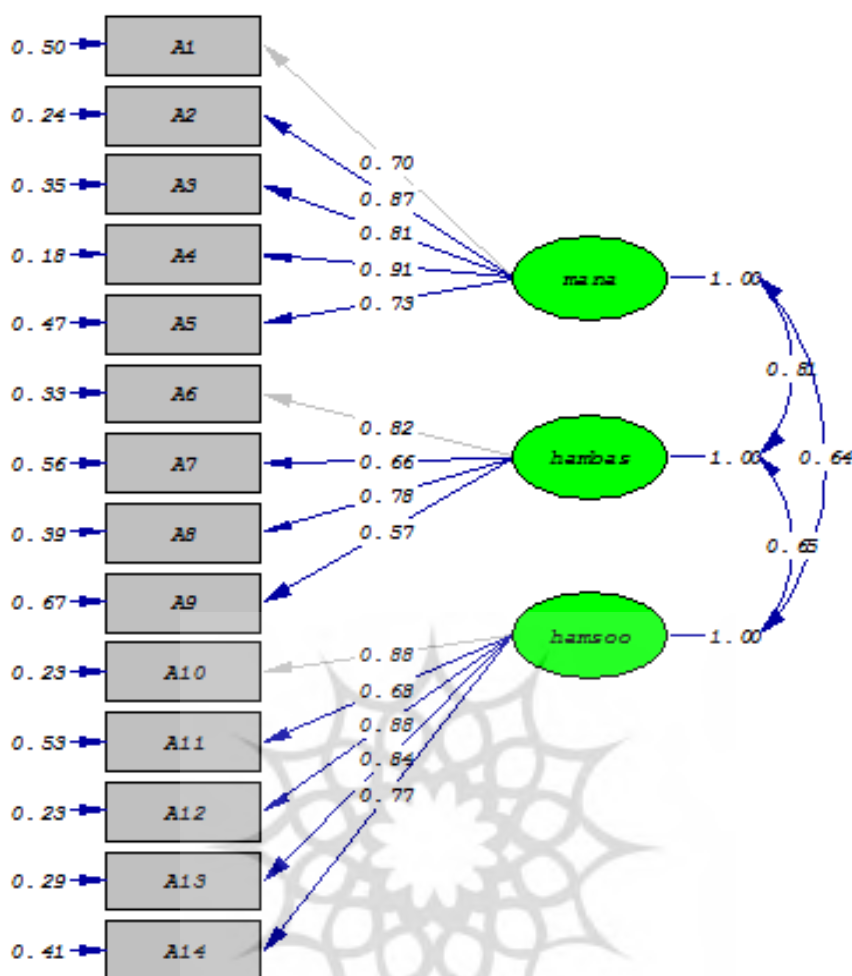 0.50 A1
0.24 A2
0.35 A3
0.18 A4
0.47 A5
0.33 A6
0.56 A7
0.39 A8
0.67 A9
0.23 A10
0.53 A11
0.23 A12
0.29 A13
0.41 A14
0.70
0.87
0.81
0.91
0.73
0.82
0.66
0.78
0.57
0.88
0.68
0.88
0.84
0.77
mana 1.00
hambas 1.00
hamsoo 1.00
0.81
0.64
0.65